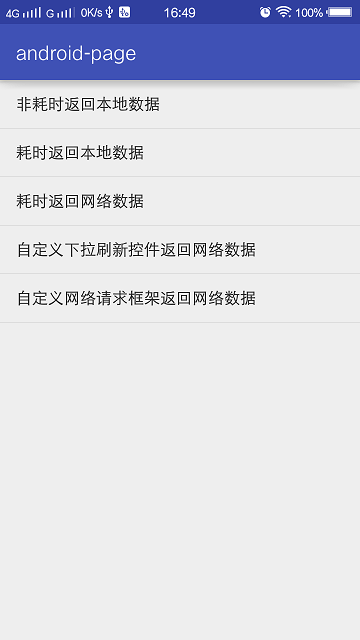 4G G 0K/s 16:49 100%
android-page
非耗时返回本地数据
耗时返回本地数据
耗时返回网络数据
自定义下拉刷新控件返回网络数据
自定义网络请求框架返回网络数据